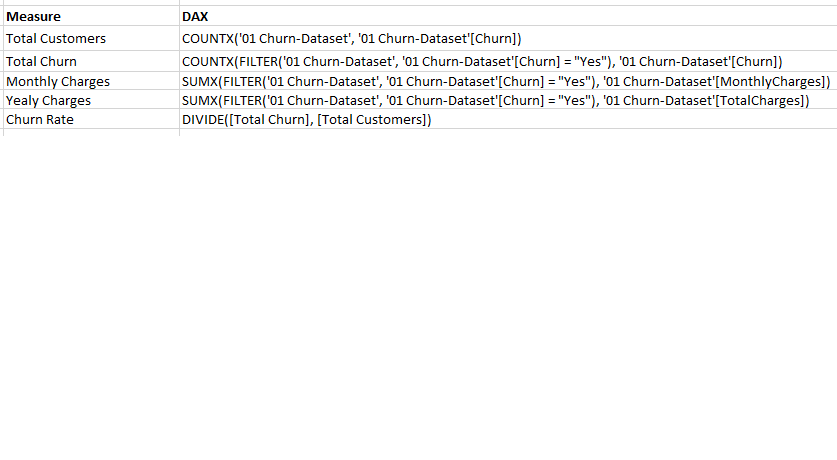 Measure DAX
Total Customers COUNTX('01 Churn-Dataset', '01 Churn-Dataset'[Churn])
Total Churn COUNTX(FILTER('01 Churn-Dataset', '01 Churn-Dataset'[Churn] = "Yes"), '01 Churn-Dataset'[Churn])
Monthly Charges SUMX(FILTER('01 Churn-Dataset', '01 Churn-Dataset'[Churn] = "Yes"), '01 Churn-Dataset'[MonthlyCharges])
Yealy Charges SUMX(FILTER('01 Churn-Dataset', '01 Churn-Dataset'[Churn] = "Yes"), '01 Churn-Dataset'[TotalCharges])
Churn Rate DIVIDE([Total Churn], [Total Customers])